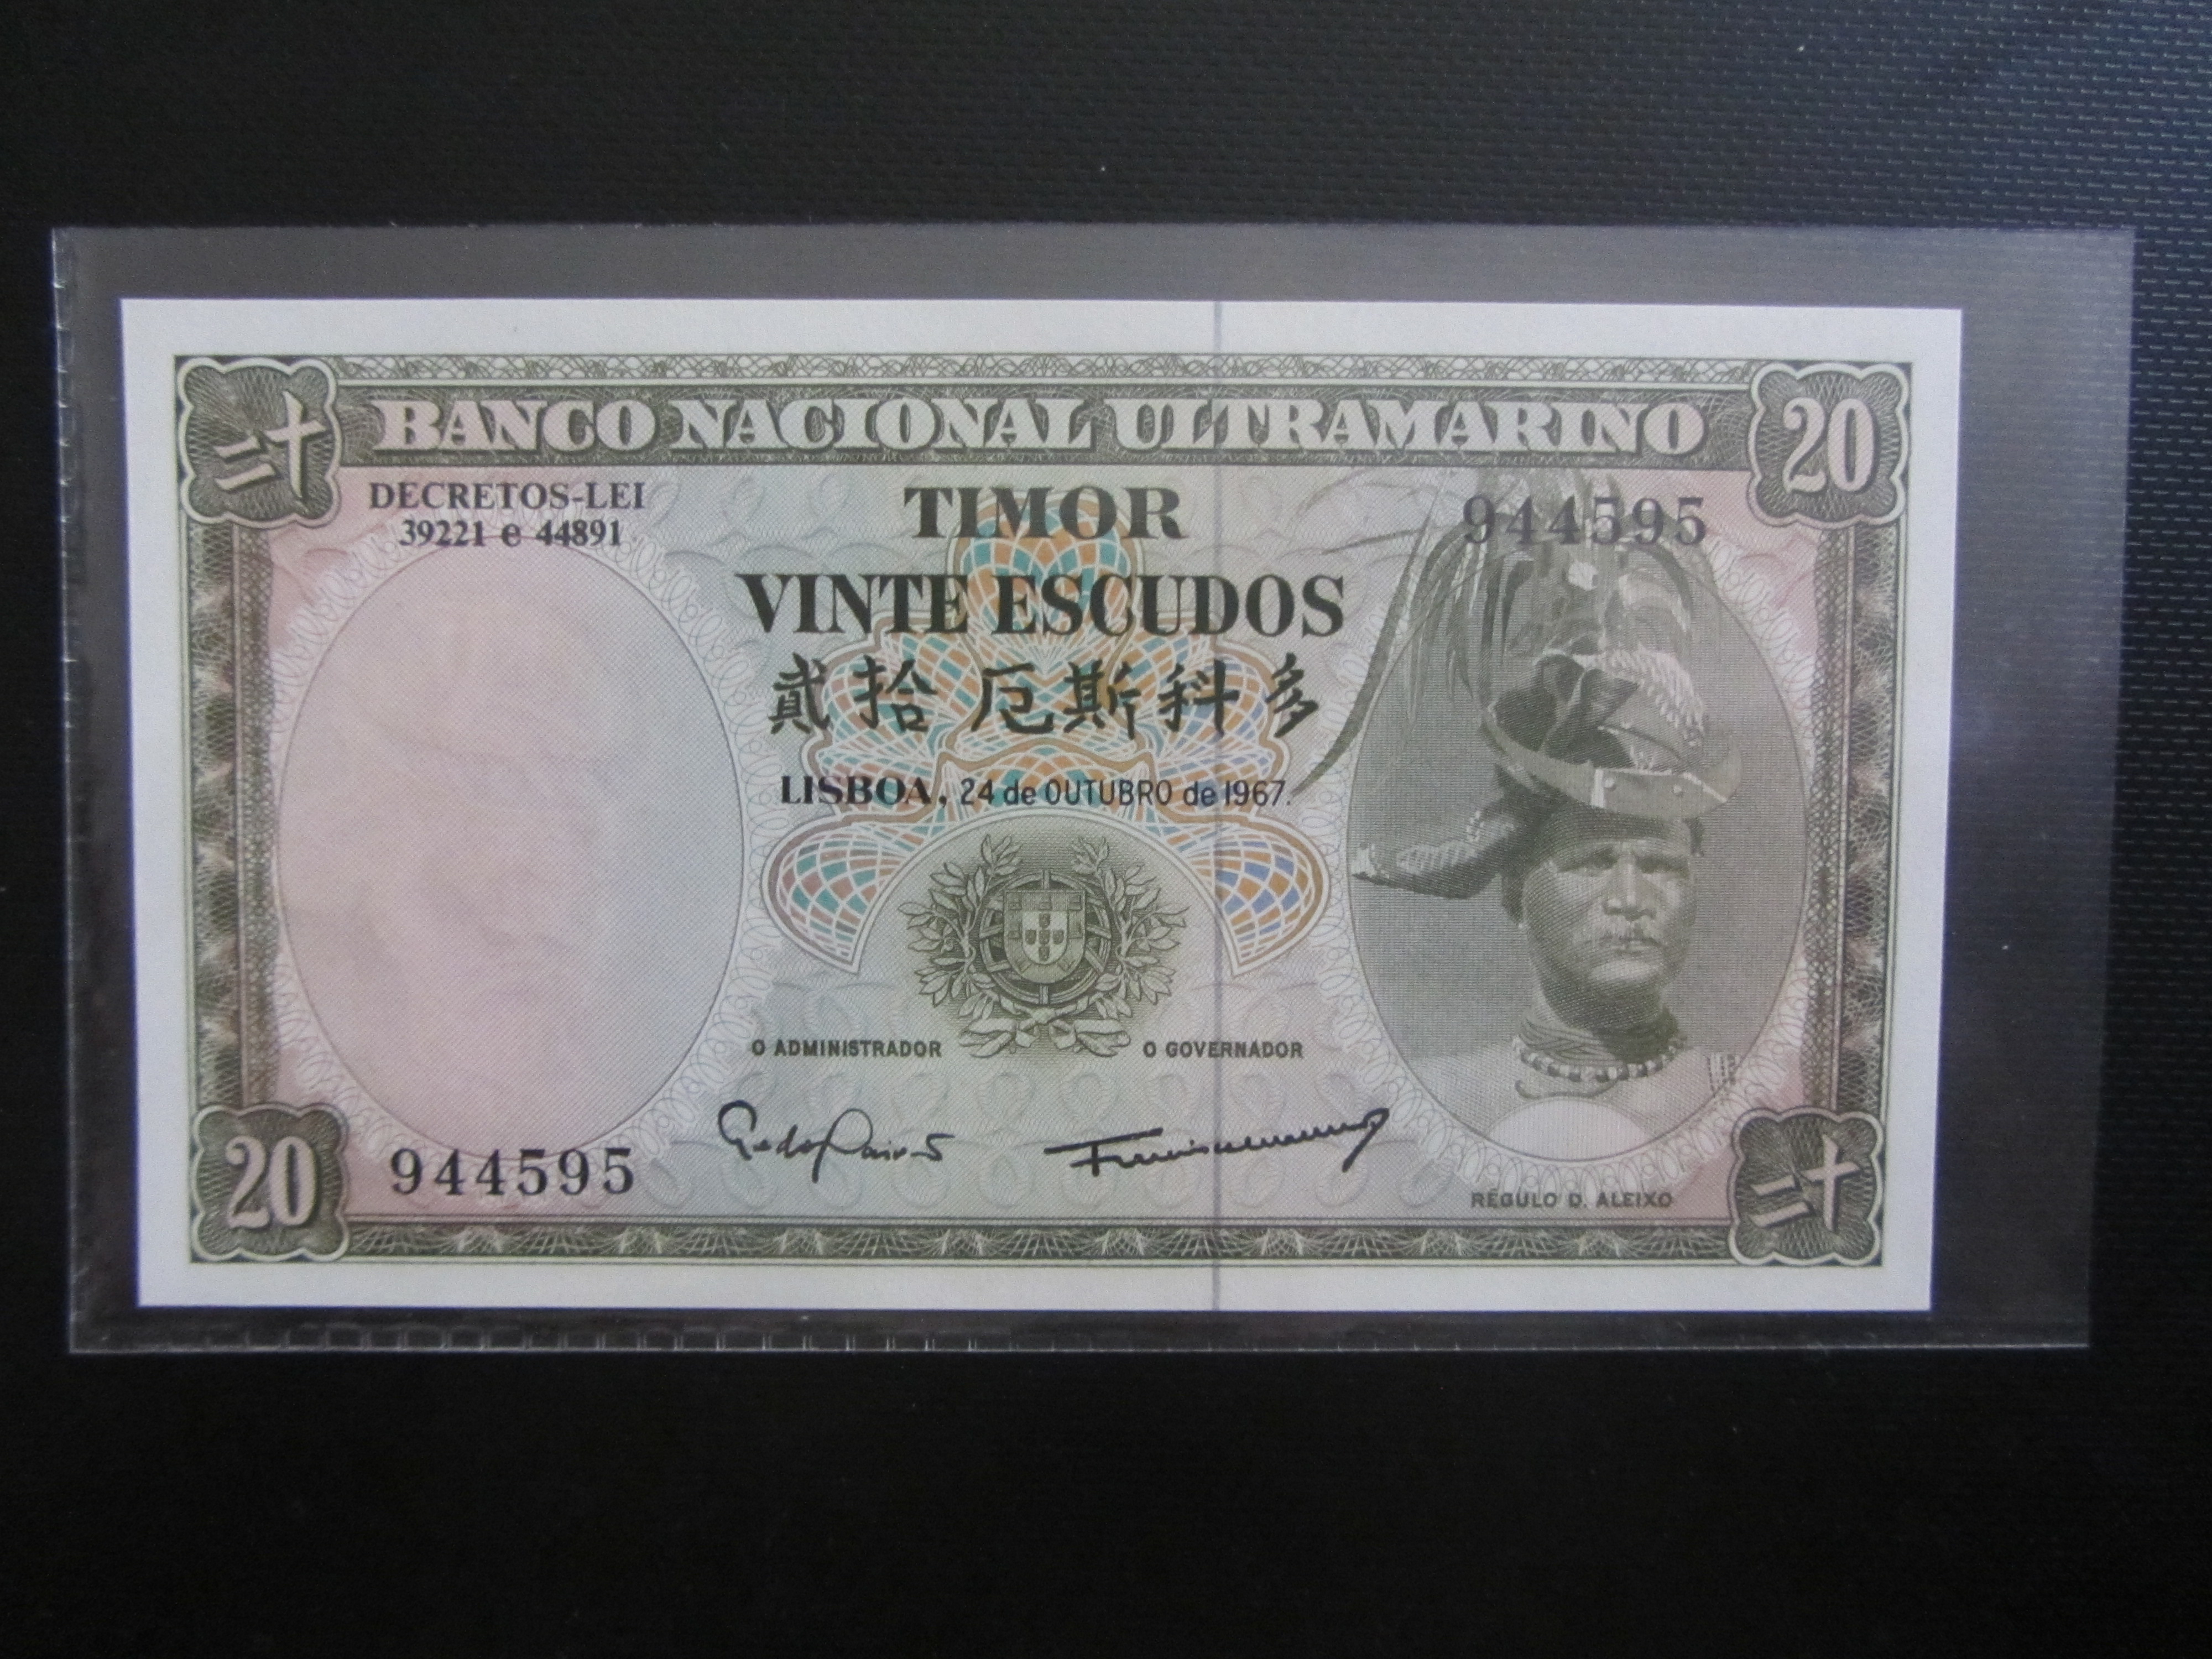 二十 BANCO NACIONAL ULTRAMARINO 20
DECRETOS-LEI
39221 e 44891
TIMOR
944595
VINTE ESCUDOS
貳拾厄斯科多
LISBOA, 24 de OUTUBRO de 1967.
O ADMINISTRADOR O GOVERNADOR
20 944595
RÉGULO D. ALEIXO
二十